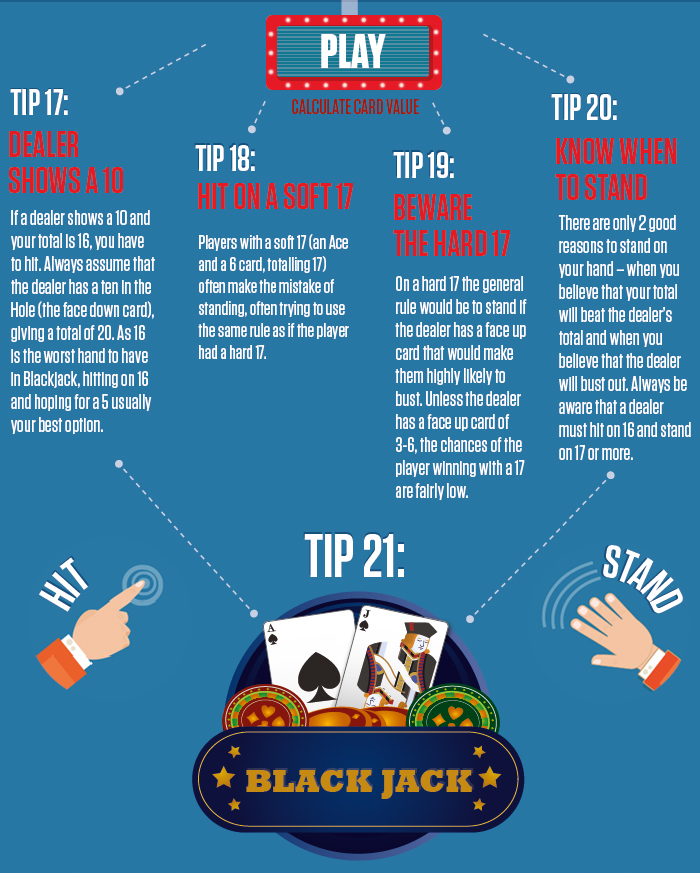 PLAY
CALCULATE CARD VALUE
TIP 17:
DEALER
SHOWS A 10
If a dealer shows a 10 and
your total is 16, you have
to hit. Always assume that
the dealer has a ten in the
Hole (the face down card),
giving a total of 20. As 16
is the worst hand to have
in Blackjack, hitting on 16
and hoping for a 5 usually
your best option.
TIP 18:
HIT ON A SOFT 17
Players with a soft 17 (an Ace
and a 6 card, totalling 17)
often make the mistake of
standing, often trying to use
the same rule as if the player
had a hard 17.
TIP 19:
BEWARE
THE HARD 17
On a hard 17 the general
rule would be to stand if
the dealer has a face up
card that would make
them highly likely to
bust. Unless the dealer
has a face up card of
3-6, the chances of the
player winning with a 17
are fairly low.
TIP 20:
KNOW WHEN
TO STAND
There are only 2 good
reasons to stand on
your hand – when you
believe that your total
will beat the dealer's
total and when you
believe that the dealer
will bust out. Always be
aware that a dealer
must hit on 16 and stand
on 17 or more.
TIP 21:
HIT
STAND
A
J
BLACK JACK